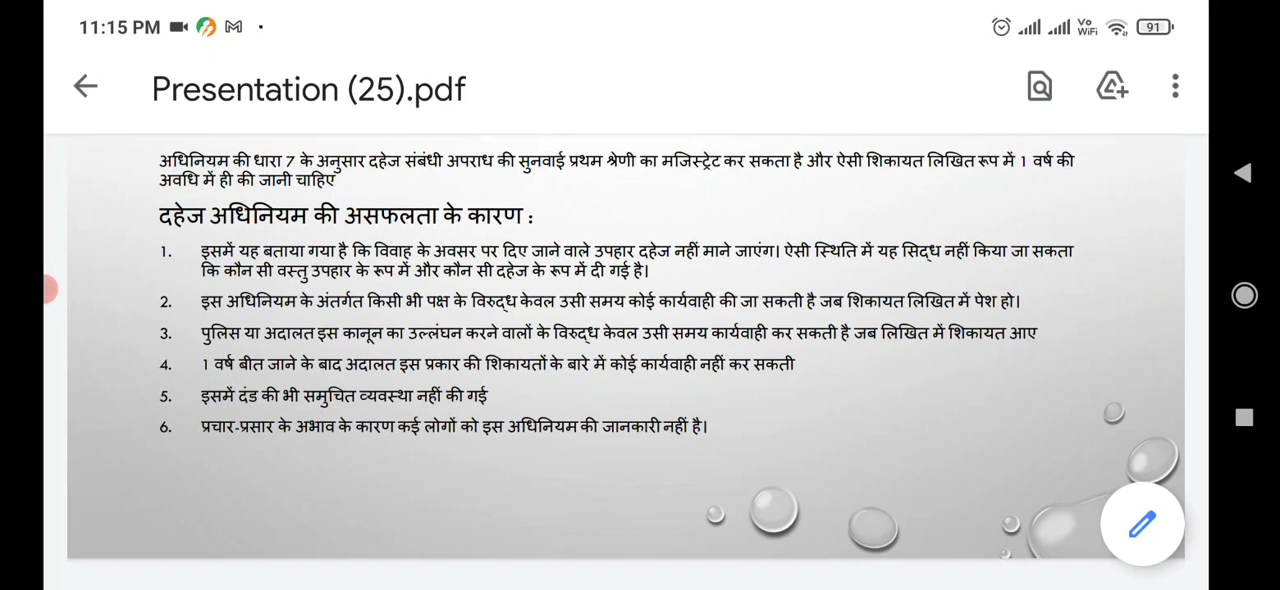 11:15 PM
Vo WiFi 91
Presentation (25).pdf
अधिनियम की धारा 7 के अनुसार दहेज संबंधी अपराध की सुनवाई प्रथम श्रेणी का मजिस्ट्रेट कर सकता है और ऐसी शिकायत लिखित रूप में 1 वर्ष की
अवधि में ही की जानी चाहिए
दहेज अधिनियम की असफलता के कारण :
1. इसमें यह बताया गया है कि विवाह के अवसर पर दिए जाने वाले उपहार दहेज नहीं माने जाएंग। ऐसी स्थिति में यह सिद्ध नहीं किया जा सकता
कि कौन सी वस्तु उपहार के रूप में और कौन सी दहेज के रूप में दी गई है।
2. इस अधिनियम के अंतर्गत किसी भी पक्ष के विरुद्ध केवल उसी समय कोई कार्यवाही की जा सकती है जब शिकायत लिखित में पेश हो।
3. पुलिस या अदालत इस कानून का उल्लंघन करने वालों के विरुद्ध केवल उसी समय कार्यवाही कर सकती है जब लिखित में शिकायत आए
4. 1 वर्ष बीत जाने के बाद अदालत इस प्रकार की शिकायतों के बारे में कोई कार्यवाही नहीं कर सकती
5. इसमें दंड की भी समुचित व्यवस्था नहीं की गई
6. प्रचार-प्रसार के अभाव के कारण कई लोगों को इस अधिनियम की जानकारी नहीं है।